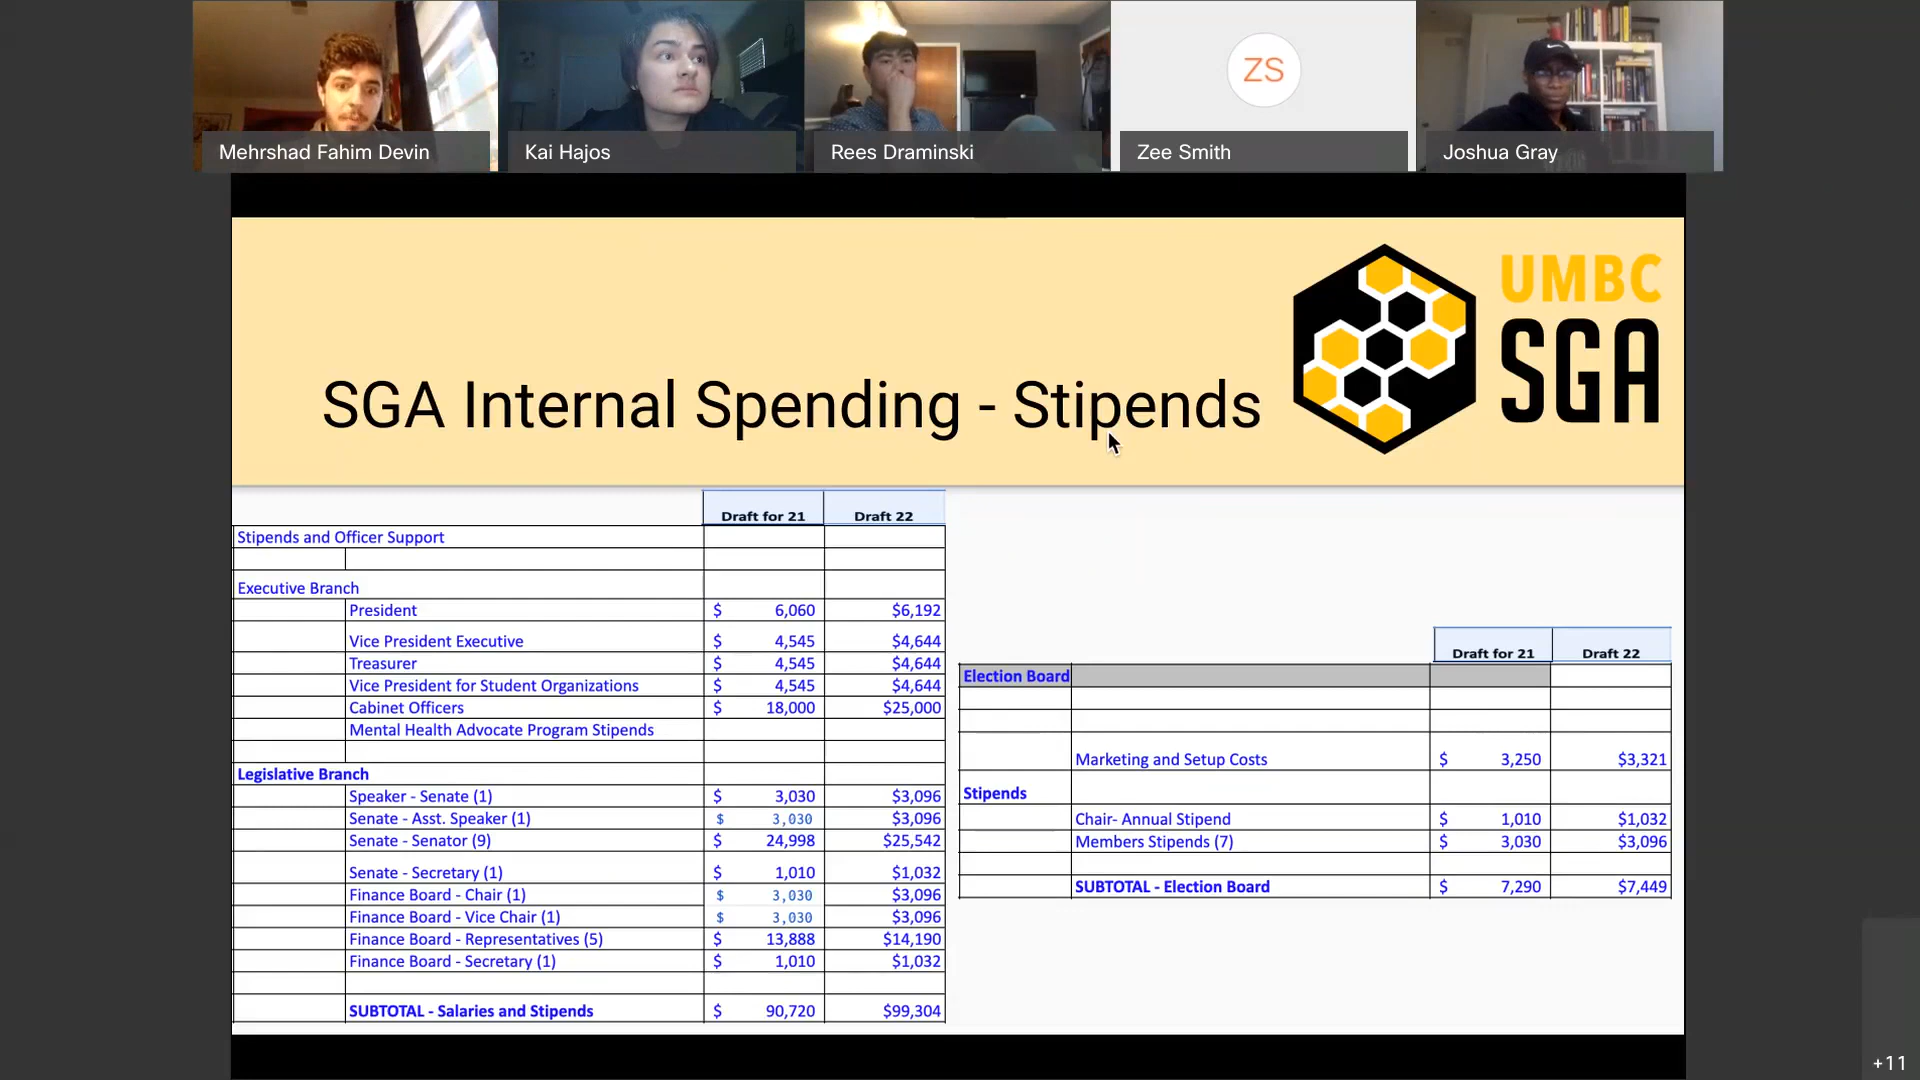 Mehrshad Fahim Devin
Kai Hajos
Rees Draminski
ZS
Zee Smith
Joshua Gray
UMBC
SGA
SGA Internal Spending - Stipends
Draft for 21 Draft 22
Stipends and Officer Support
Executive Branch
President $ 6,060 $6,192
Vice President Executive $ 4,545 $4,644
Treasurer $ 4,545 $4,644
Vice President for Student Organizations $ 4,545 $4,644
Cabinet Officers $ 18,000 $25,000
Mental Health Advocate Program Stipends
Legislative Branch
Speaker - Senate (1) $ 3,030 $3,096
Senate - Asst. Speaker (1) $ 3,030 $3,096
Senate - Senator (9) $ 24,998 $25,542
Senate - Secretary (1) $ 1,010 $1,032
Finance Board - Chair (1) $ 3,030 $3,096
Finance Board - Vice Chair (1) $ 3,030 $3,096
Finance Board - Representatives (5) $ 13,888 $14,190
Finance Board - Secretary (1) $ 1,010 $1,032
SUBTOTAL - Salaries and Stipends $ 90,720 $99,304
Draft for 21 Draft 22
Election Board
Marketing and Setup Costs $ 3,250 $3,321
Stipends
Chair- Annual Stipend $ 1,010 $1,032
Members Stipends (7) $ 3,030 $3,096
SUBTOTAL - Election Board $ 7,290 $7,449
+11